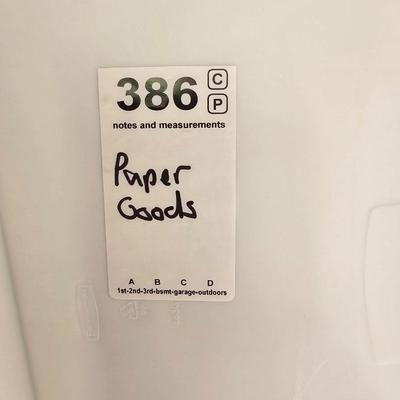 386 C
P
notes and measurements
Paper
Goods
A B C D
1st-2nd-3rd-bsmt-garage-outdoors